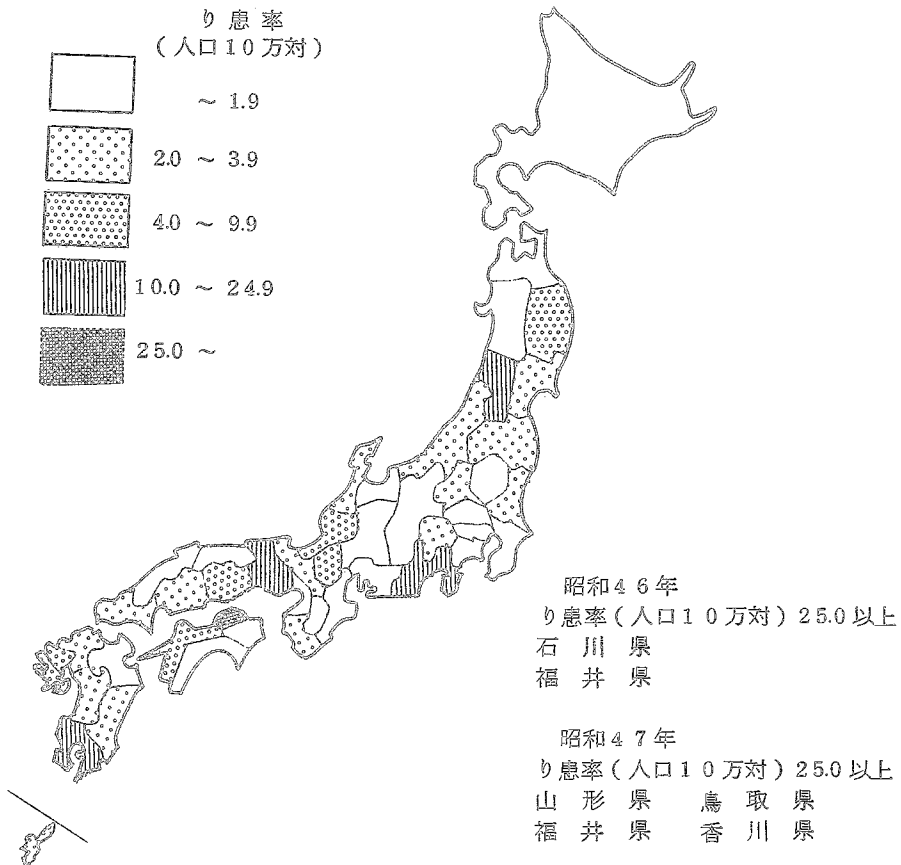 り患率
(人口10万対)
~ 1.9
2.0 ~ 3.9
4.0 ~ 9.9
10.0 ~ 24.9
25.0 ~
昭和46年
り患率(人口10万対)25.0以上
石川県
福井県
昭和47年
り患率(人口10万対)25.0以上
山形県 鳥取県
福井県 香川県